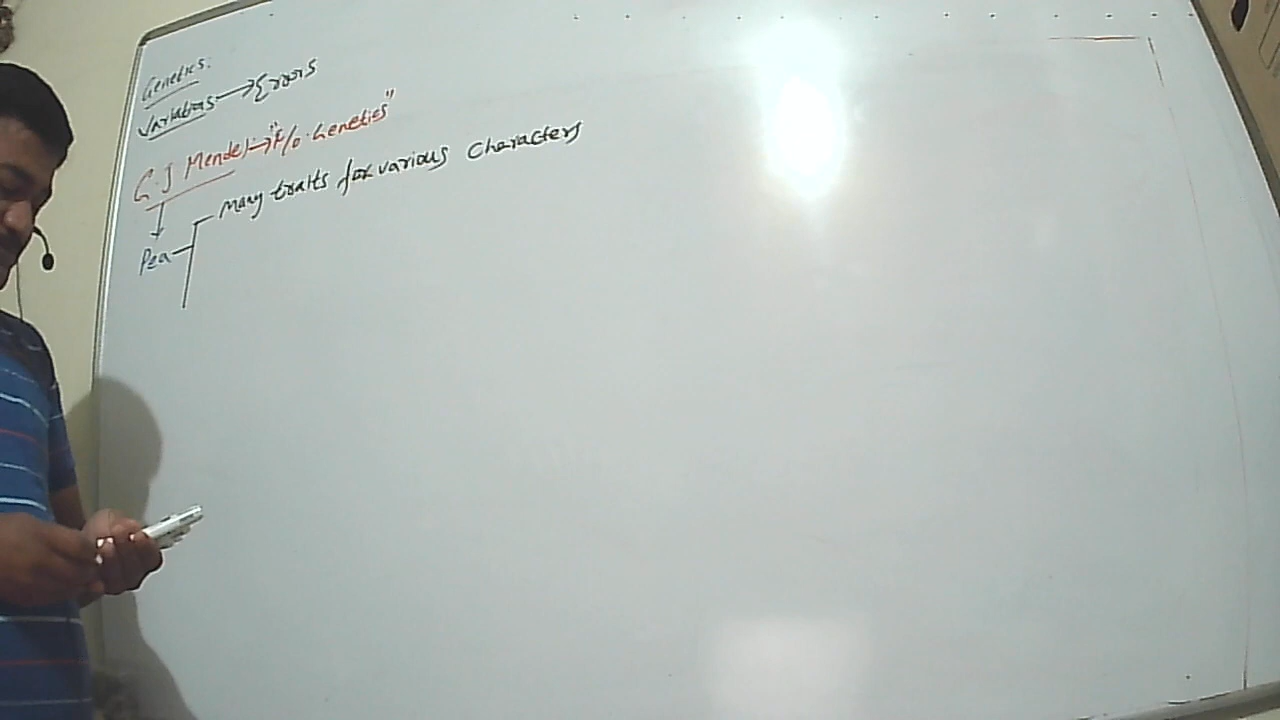 Genetics:
Variations → Errors
G.J Mendel → "F/o Genetics"
Many traits for various characters
Pea